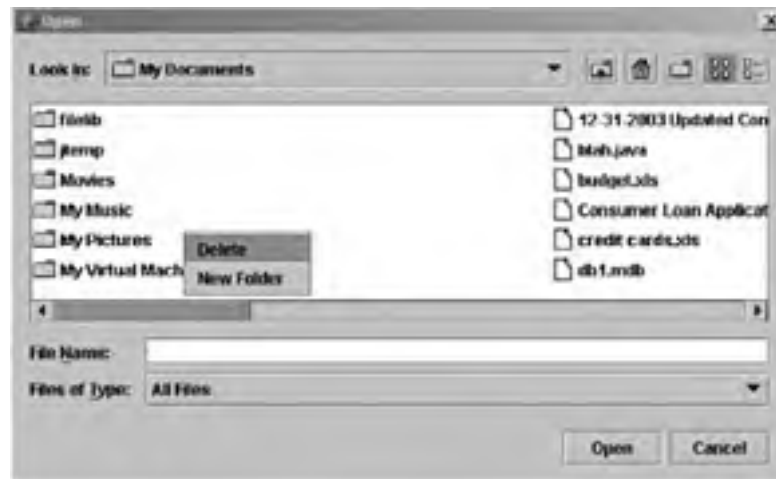 Open
Look In: My Documents
filelib
jtemp
Movies
My Music
My Pictures
My Virtual Mach
12-31.2003 Updated Con
blah.java
budget.xls
Consumer Loan Applicat
credit cards.xls
db1.mdb
Delete
New Folder
File Name:
Files of Type: All Files
Open Cancel